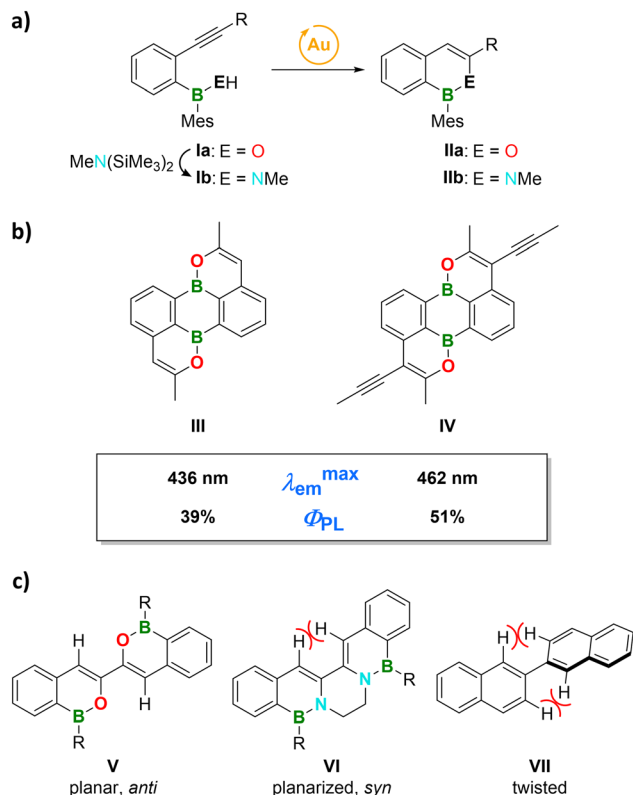 a)
R
Au
R
EH
E
B
B
Mes
Mes
MeN(SiMe3)2
Ia: E = O
IIa: E = O
Ib: E = NMe
IIb: E = NMe
b)
O
B
B
O
III
O
B
B
O
IV
436 nm
λem max
462 nm
39%
ΦPL
51%
c)
R
B
O
H
O
B
H
R
V
planar, anti
H
H
B
N
R
N
B
R
VI
planarized, syn
H
H
H
H
VII
twisted